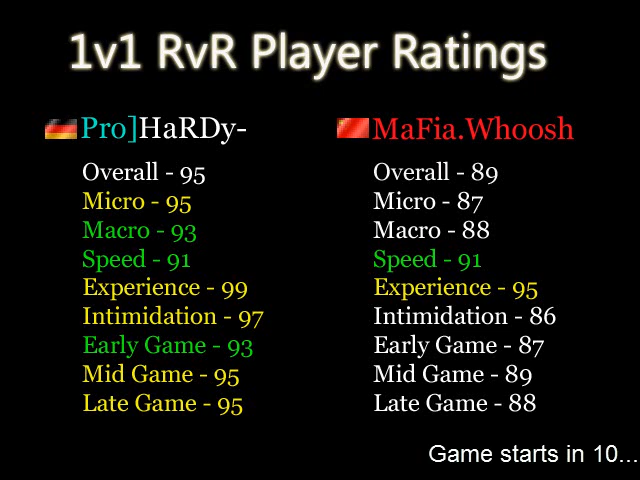 1v1 RvR Player Ratings
Pro]HaRDy-
Overall - 95
Micro - 95
Macro - 93
Speed - 91
Experience - 99
Intimidation - 97
Early Game - 93
Mid Game - 95
Late Game - 95
MaFia.Whoosh
Overall - 89
Micro - 87
Macro - 88
Speed - 91
Experience - 95
Intimidation - 86
Early Game - 87
Mid Game - 89
Late Game - 88
Game starts in 10...